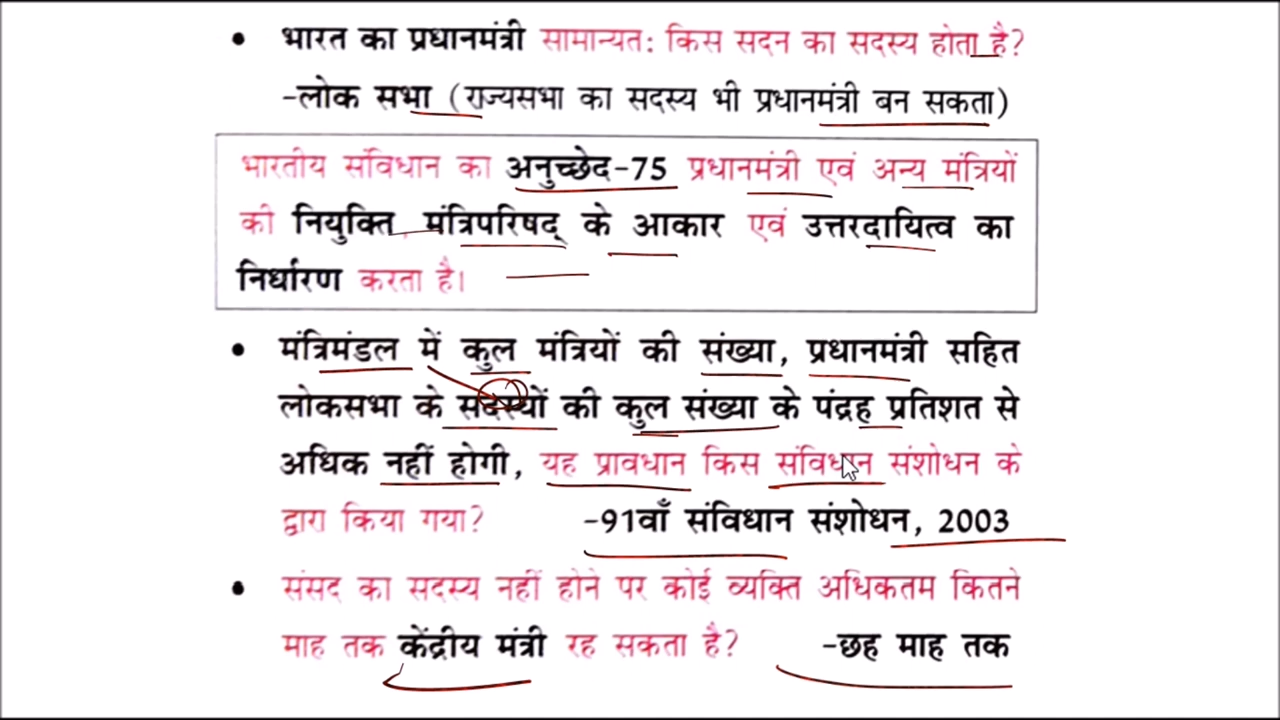 • भारत का प्रधानमंत्री सामान्यत: किस सदन का सदस्य होता है?
-लोक सभा (राज्यसभा का सदस्य भी प्रधानमंत्री बन सकता)
भारतीय संविधान का अनुच्छेद-75 प्रधानमंत्री एवं अन्य मंत्रियों
की नियुक्ति, मंत्रिपरिषद् के आकार एवं उत्तरदायित्व का
निर्धारण करता है।
• मंत्रिमंडल में कुल मंत्रियों की संख्या, प्रधानमंत्री सहित
लोकसभा के सदस्यों की कुल संख्या के पंद्रह प्रतिशत से
अधिक नहीं होगी, यह प्रावधान किस संविधान संशोधन के
द्वारा किया गया? -91वाँ संविधान संशोधन, 2003
• संसद का सदस्य नहीं होने पर कोई व्यक्ति अधिकतम कितने
माह तक केंद्रीय मंत्री रह सकता है? -छह माह तक